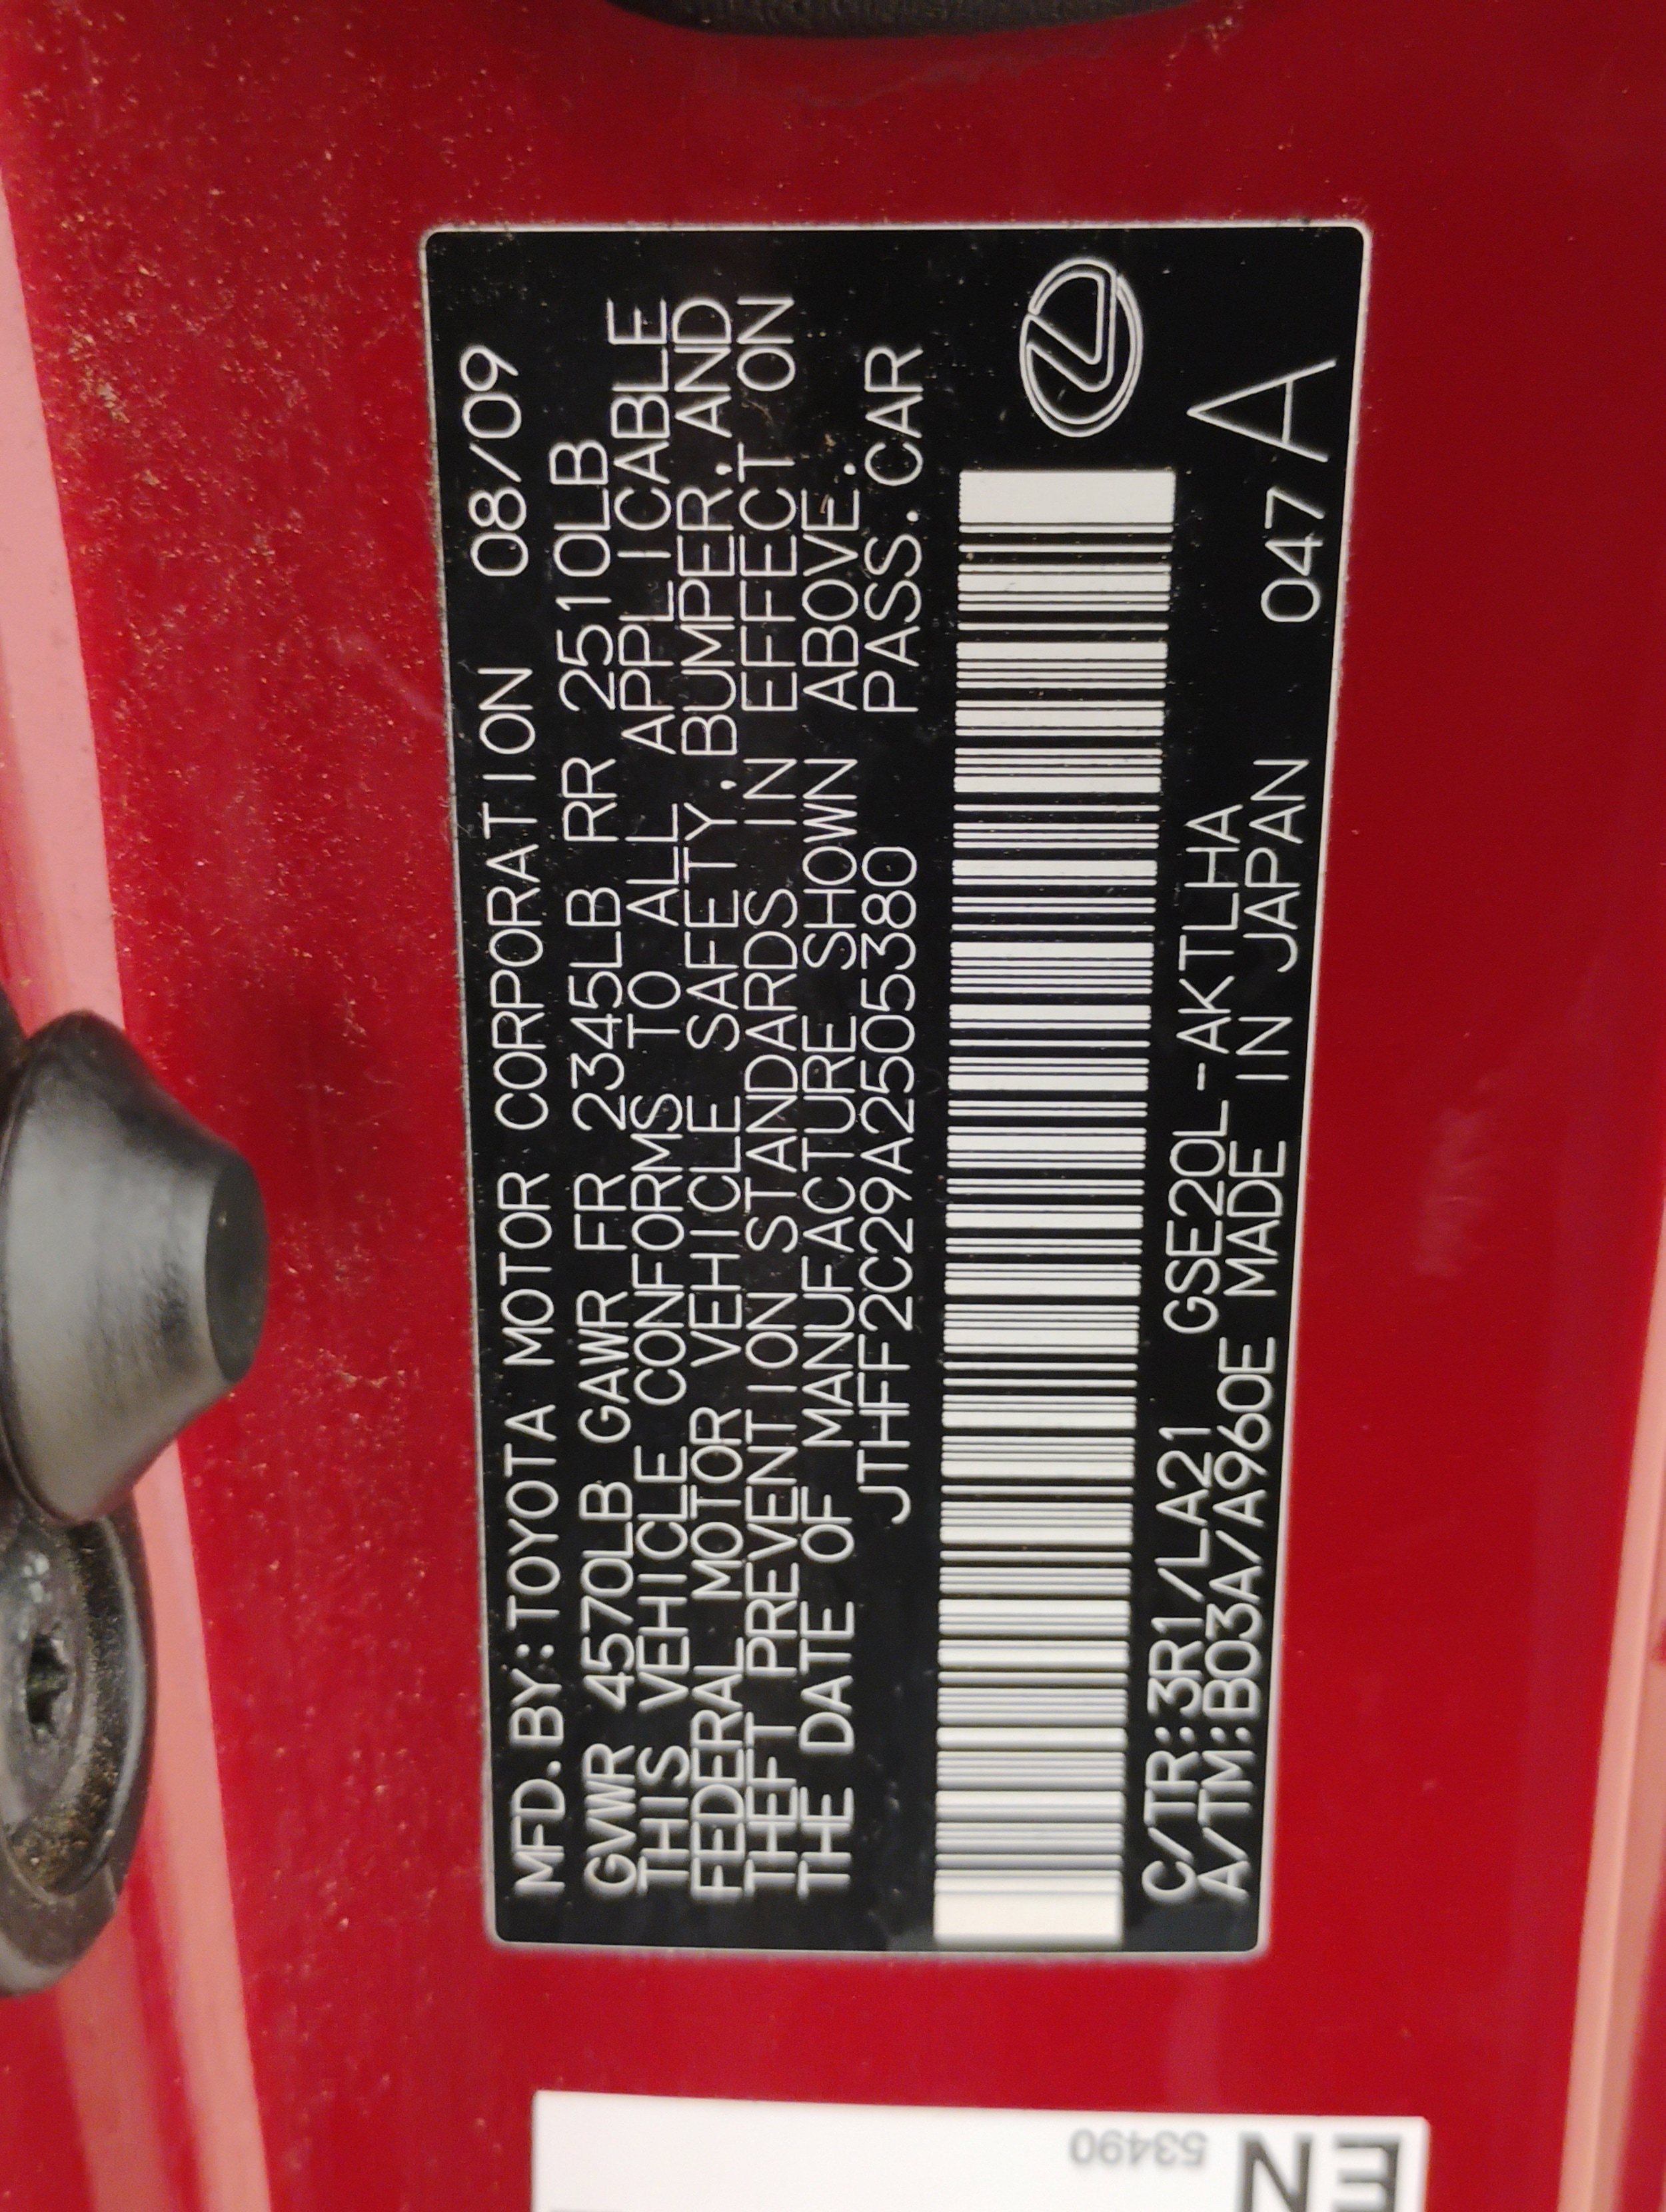 MFD.BY:TOYOTA MOTOR CORPORATION 08/09
GVWR 4570LB GAWR FR 2345LB RR 2510LB
THIS VEHICLE CONFORMS TO ALL APPLICABLE
FEDERAL MOTOR VEHICLE SAFETY, BUMPER, AND
THEFT PREVENTION STANDARDS IN EFFECT ON
THE DATE OF MANUFACTURE SHOWN ABOVE.
JTHFF2C29A2505380 PASS.CAR
C/TR:3R1/LA21 GSE20L-AKTLHA
A/TM:B03A/A960E MADE IN JAPAN 047 A
53490
EN